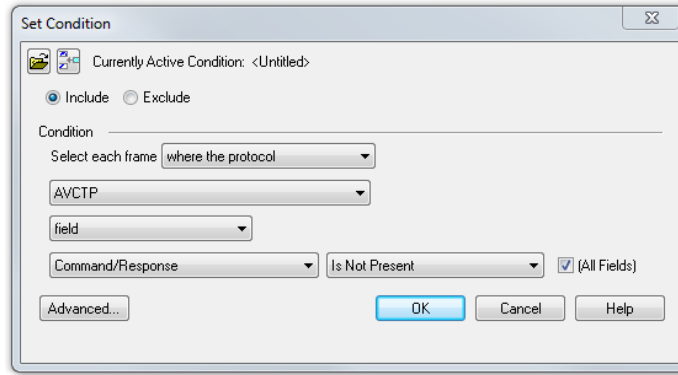 Set Condition
Currently Active Condition: <Untitled>
Include Exclude
Condition
Select each frame where the protocol
AVCTP
field
Command/Response Is Not Present (All Fields)
Advanced... OK Cancel Help